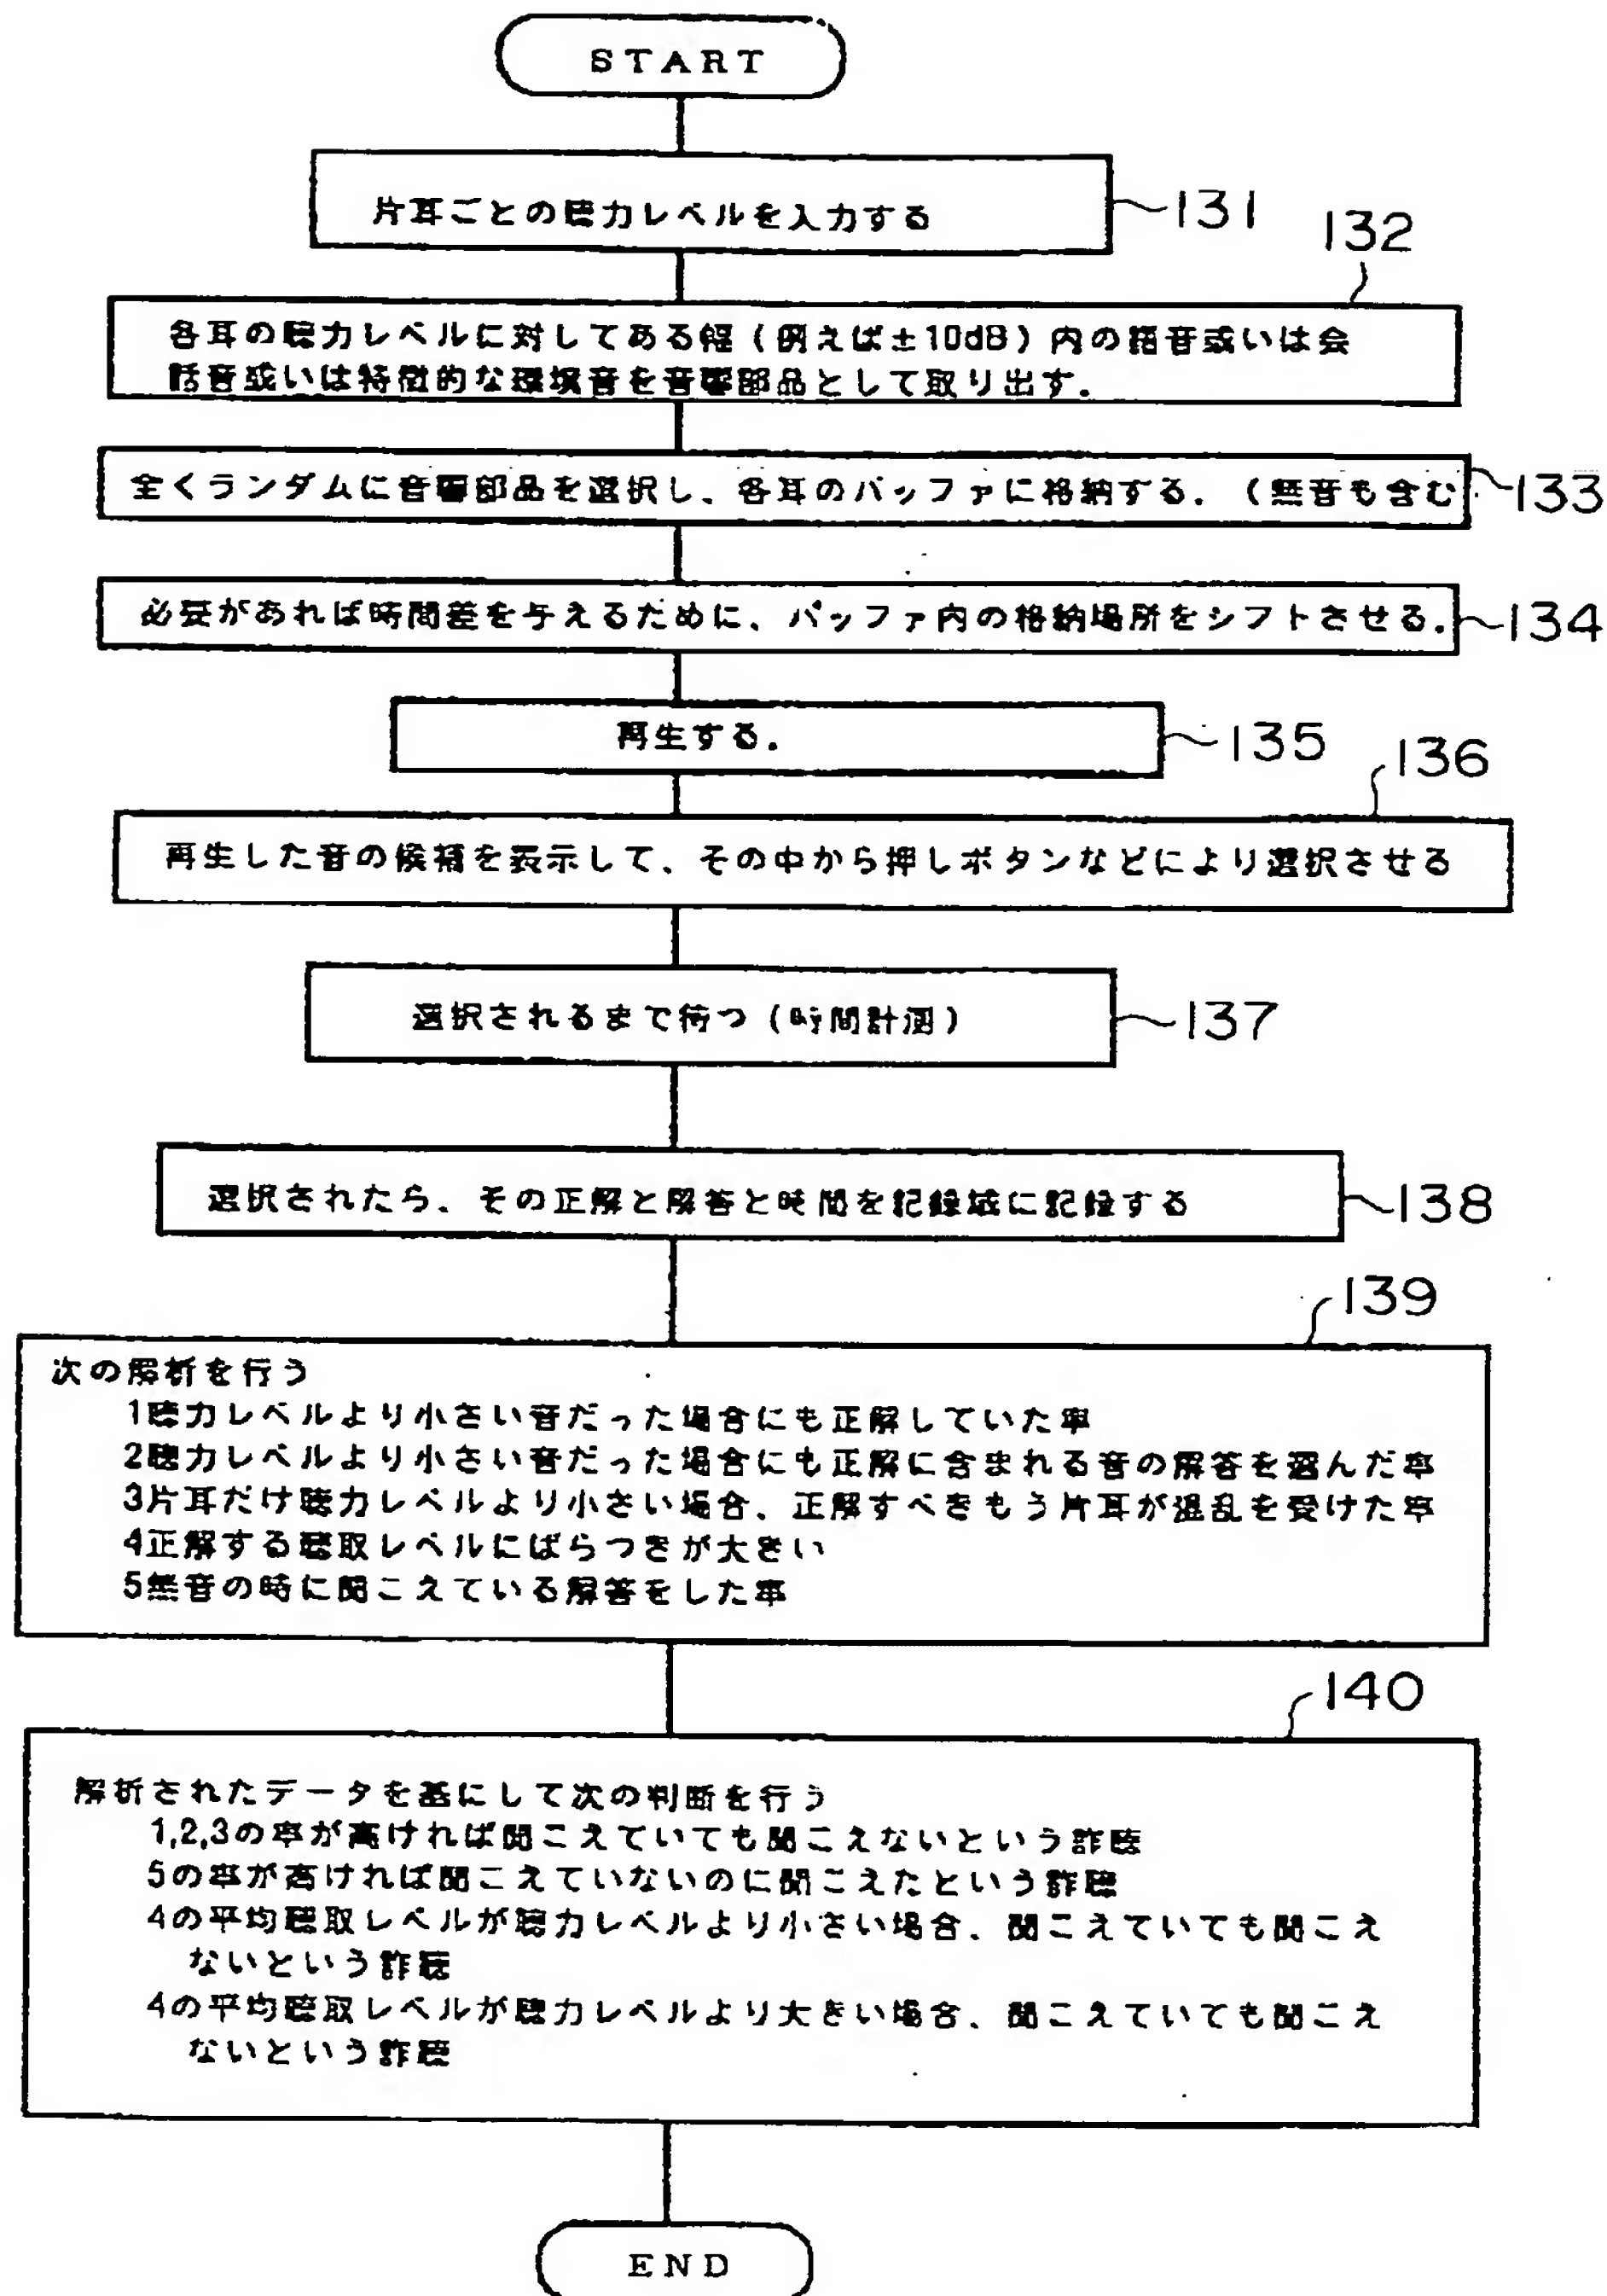 START
片耳ごとの聴力レベルを入力する
131
132
各耳の聴力レベルに対してある幅(例えば±10dB)内の語音或いは会
話音或いは特徴的な環境音を音響部品として取り出す.
全くランダムに音響部品を選択し、各耳のバッファに格納する.(無音も含む
133
必要があれば時間差を与えるために、バッファ内の格納場所をシフトさせる.
134
再生する.
135
136
再生した音の候補を表示して、その中から押しボタンなどにより選択させる
選択されるまで待つ(時間計測)
137
選択されたら、その正解と解答と時間を記録域に記録する
138
139
次の解析を行う
1聴力レベルより小さい音だった場合にも正解していた率
2聴力レベルより小さい音だった場合にも正解に含まれる音の解答を選んだ率
3片耳だけ聴力レベルより小さい場合、正解すべきもう片耳が混乱を受けた率
4正解する聴取レベルにばらつきが大きい
5無音の時に聞こえている解答をした率
140
解析されたデータを基にして次の判断を行う
1,2,3の率が高ければ聞こえていても聞こえないという詐聴
5の率が高ければ聞こえていないのに聞こえたという詐聴
4の平均聴取レベルが聴力レベルより小さい場合、聞こえていても聞こえ
ないという詐聴
4の平均聴取レベルが聴力レベルより大きい場合、聞こえていても聞こえ
ないという詐聴
END